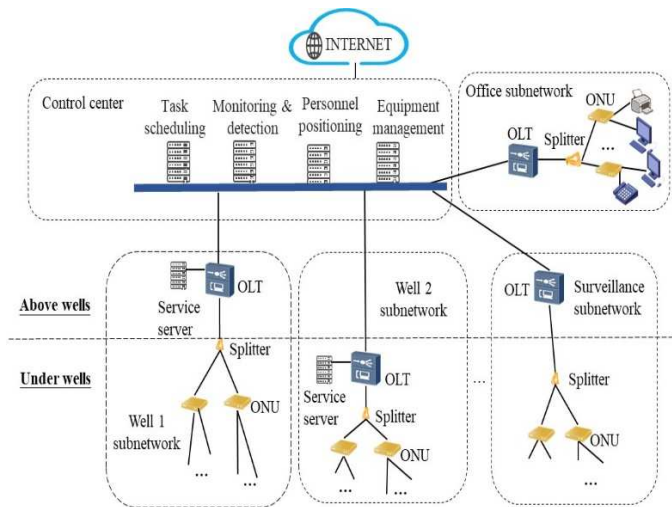 INTERNET
Control center
Task
scheduling
Monitoring &
detection
Personnel
positioning
Equipment
management
Office subnetwork
ONU
OLT
Splitter
...
Above wells
Under wells
OLT
Service
server
Splitter
Well 1
subnetwork
ONU
...
...
Well 2
subnetwork
OLT
Service
server
Splitter
ONU
...
...
...
OLT
Surveillance
subnetwork
Splitter
ONU
...
...